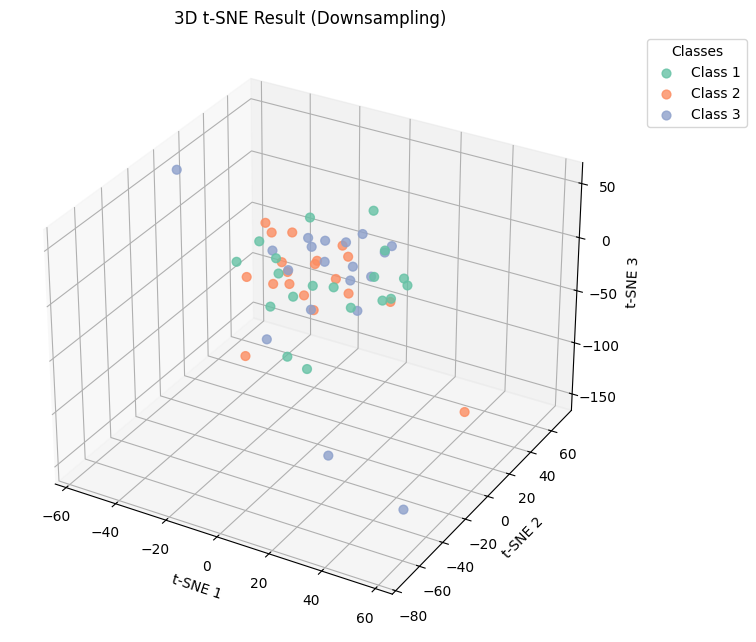 3D t-SNE Result (Downsampling)
Classes
Class 1
Class 2
Class 3
50
0
−50
−100
−150
t-SNE 3
60
40
20
0
−20
−40
−60
−80
t-SNE 2
−60
−40
−20
0
20
40
60
t-SNE 1